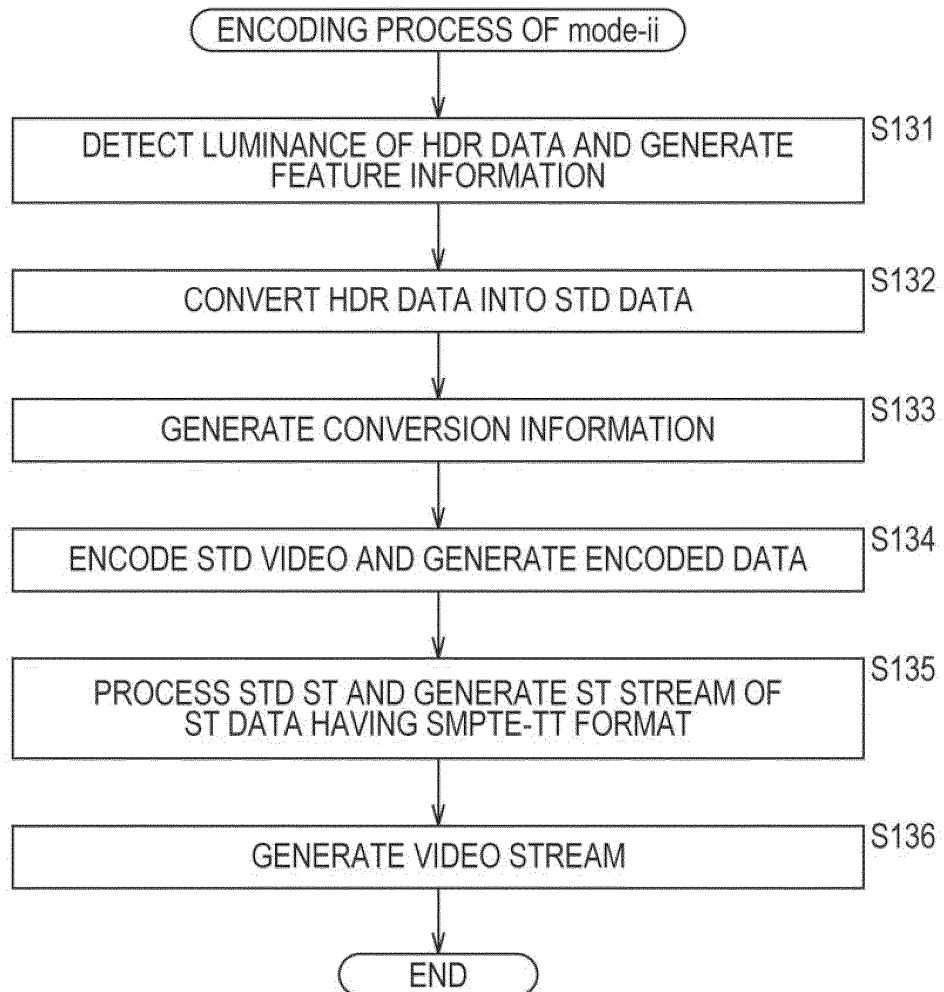 ENCODING PROCESS OF mode-ii
S131
DETECT LUMINANCE OF HDR DATA AND GENERATE
FEATURE INFORMATION
S132
CONVERT HDR DATA INTO STD DATA
S133
GENERATE CONVERSION INFORMATION
S134
ENCODE STD VIDEO AND GENERATE ENCODED DATA
S135
PROCESS STD ST AND GENERATE ST STREAM OF
ST DATA HAVING SMPTE-TT FORMAT
S136
GENERATE VIDEO STREAM
END